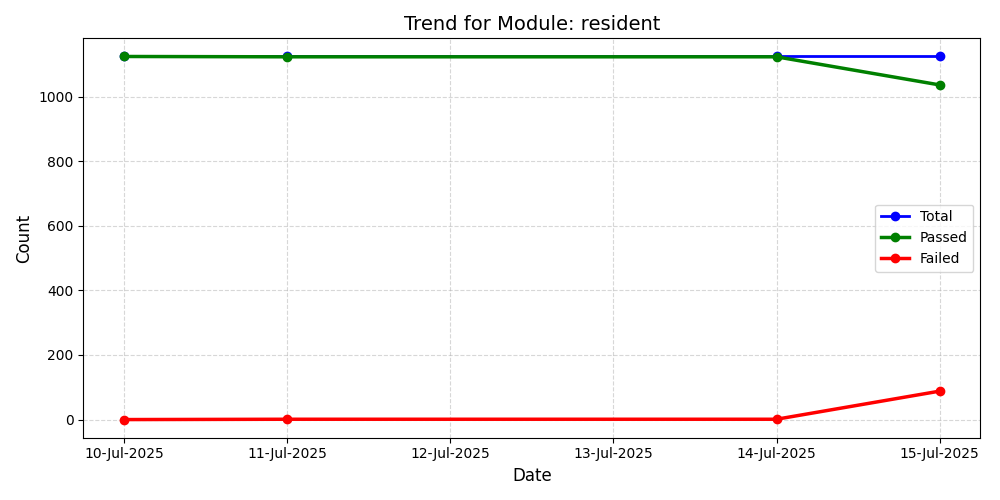 Trend for Module: resident
Count
1000
800
600
400
200
0
Total
Passed
Failed
10-Jul-2025 11-Jul-2025 12-Jul-2025 13-Jul-2025 14-Jul-2025 15-Jul-2025
Date